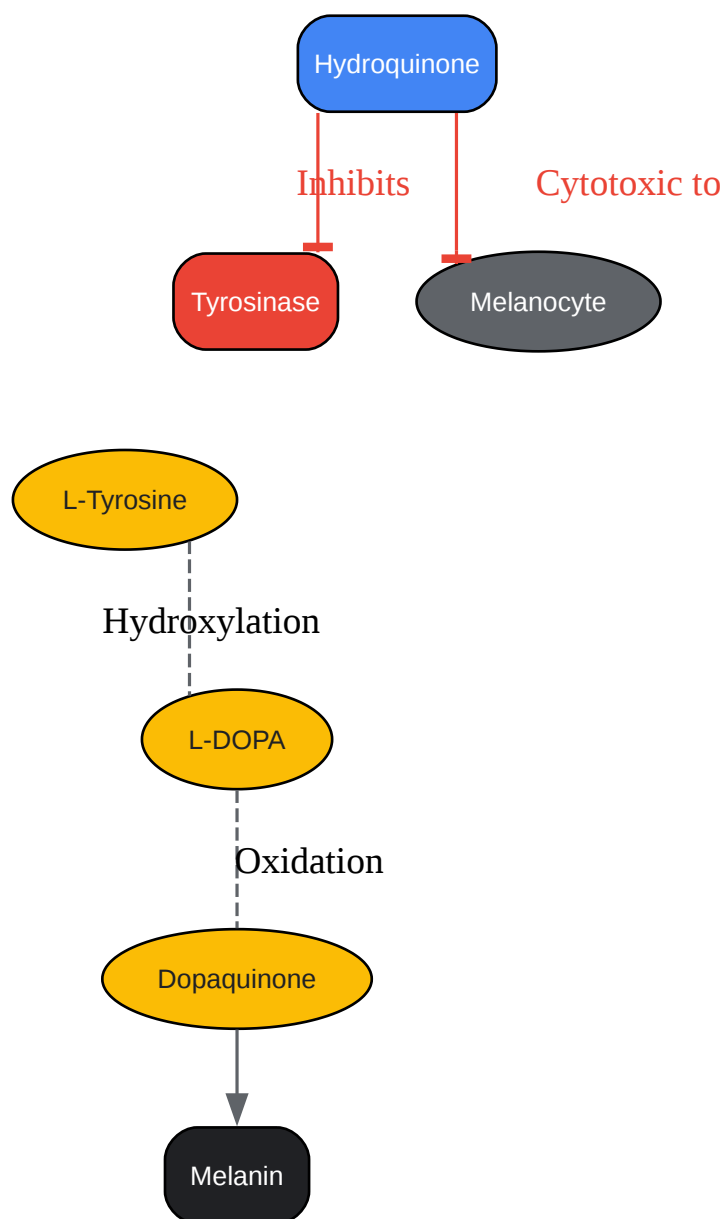 Hydroquinone
Inhibits
Cytotoxic to
Tyrosinase
Melanocyte
L-Tyrosine
Hydroxylation
L-DOPA
Oxidation
Dopaquinone
Melanin